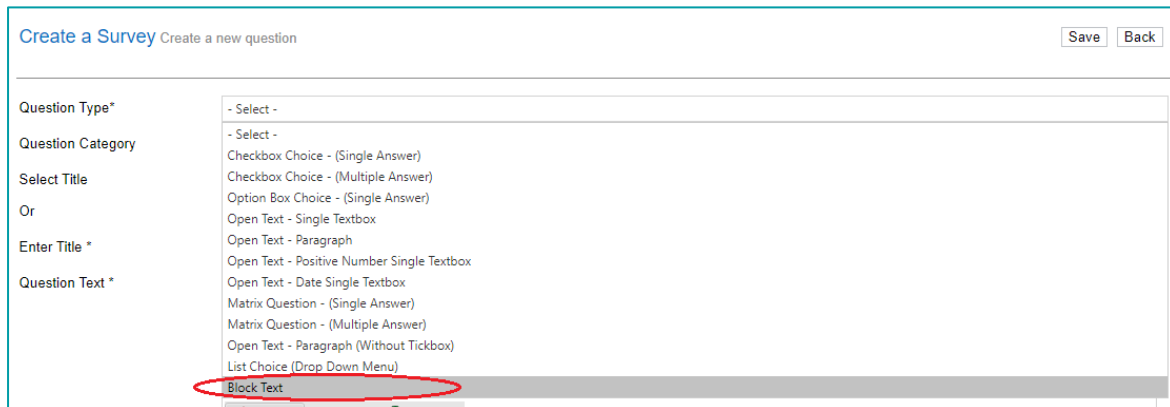 Create a Survey Create a new question
Save Back
Question Type*
- Select -
- Select -
Question Category
Checkbox Choice - (Single Answer)
Select Title
Checkbox Choice - (Multiple Answer)
Option Box Choice - (Single Answer)
Or
Open Text - Single Textbox
Enter Title *
Open Text - Paragraph
Open Text - Positive Number Single Textbox
Question Text *
Open Text - Date Single Textbox
Matrix Question - (Single Answer)
Matrix Question - (Multiple Answer)
Open Text - Paragraph (Without Tickbox)
List Choice (Drop Down Menu)
Block Text